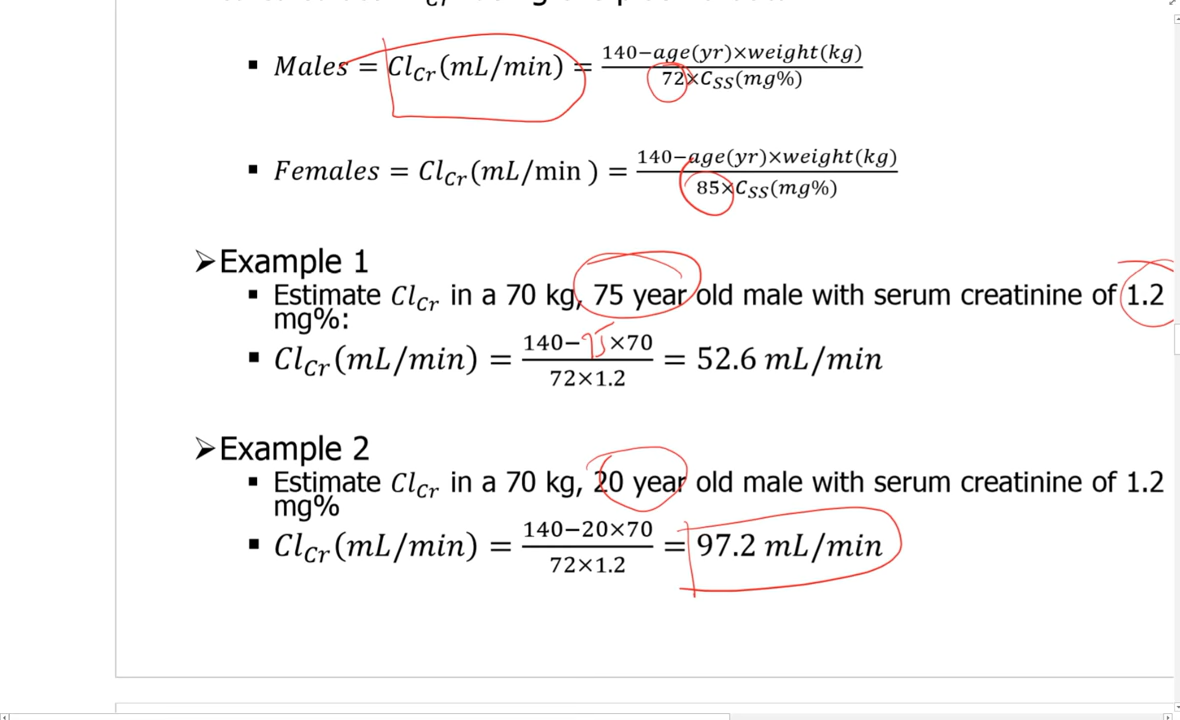 ▪ Males = Cl_Cr(mL/min) = 140−age(yr)×weight(kg) / 72×C_SS(mg%)
▪ Females = Cl_Cr(mL/min ) = 140−age(yr)×weight(kg) / 85×C_SS(mg%)
➢Example 1
▪ Estimate Cl_Cr in a 70 kg, 75 year old male with serum creatinine of 1.2
mg%:
▪ Cl_Cr(mL/min) = 140−75×70 / 72×1.2 = 52.6 mL/min
➢Example 2
▪ Estimate Cl_Cr in a 70 kg, 20 year old male with serum creatinine of 1.2
mg%
▪ Cl_Cr(mL/min) = 140−20×70 / 72×1.2 = 97.2 mL/min